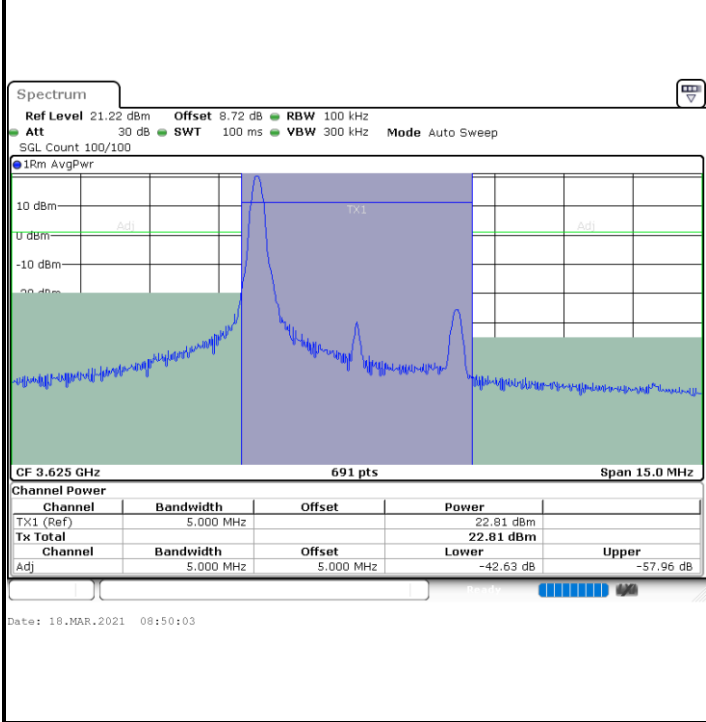 Spectrum
Ref Level 21.22 dBm Offset 8.72 dB RBW 100 kHz
Att 30 dB SWT 100 ms VBW 300 kHz Mode Auto Sweep
SGL Count 100/100
1Rm AvgPwr
10 dBm
TX1
Adj
Adj
0 dBm
-10 dBm
-20 dBm
CF 3.625 GHz 691 pts Span 15.0 MHz
Channel Power
Channel Bandwidth Offset Power
TX1 (Ref) 5.000 MHz 22.81 dBm
Tx Total 22.81 dBm
Channel Bandwidth Offset Lower Upper
Adj 5.000 MHz 5.000 MHz -42.63 dB -57.96 dB
Ready
Date: 18.MAR.2021 08:50:03